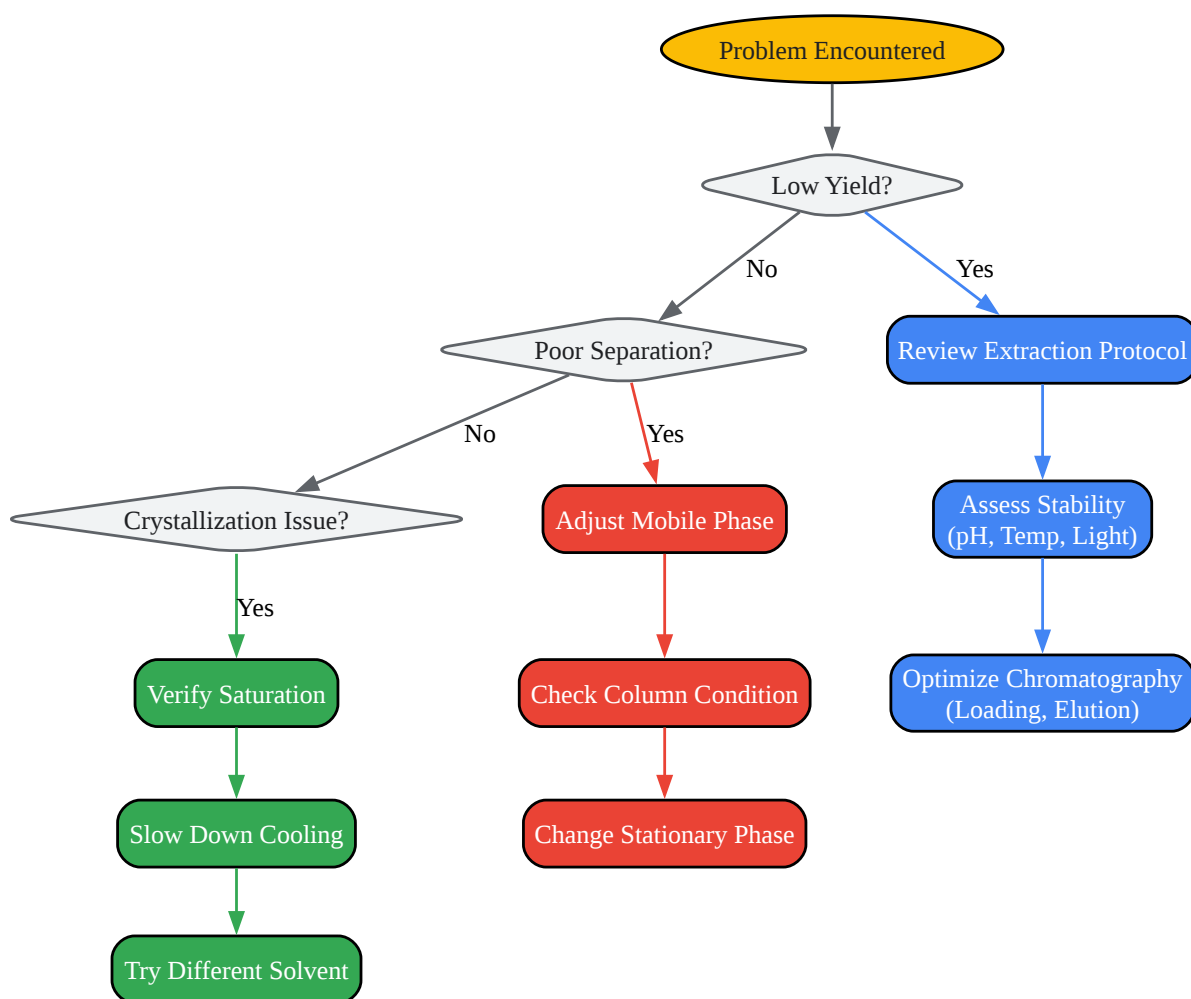 Problem Encountered
Low Yield?
No
Yes
Poor Separation?
Review Extraction Protocol
No
Yes
Crystallization Issue?
Adjust Mobile Phase
Assess Stability
(pH, Temp, Light)
Yes
Verify Saturation
Check Column Condition
Optimize Chromatography
(Loading, Elution)
Slow Down Cooling
Change Stationary Phase
Try Different Solvent